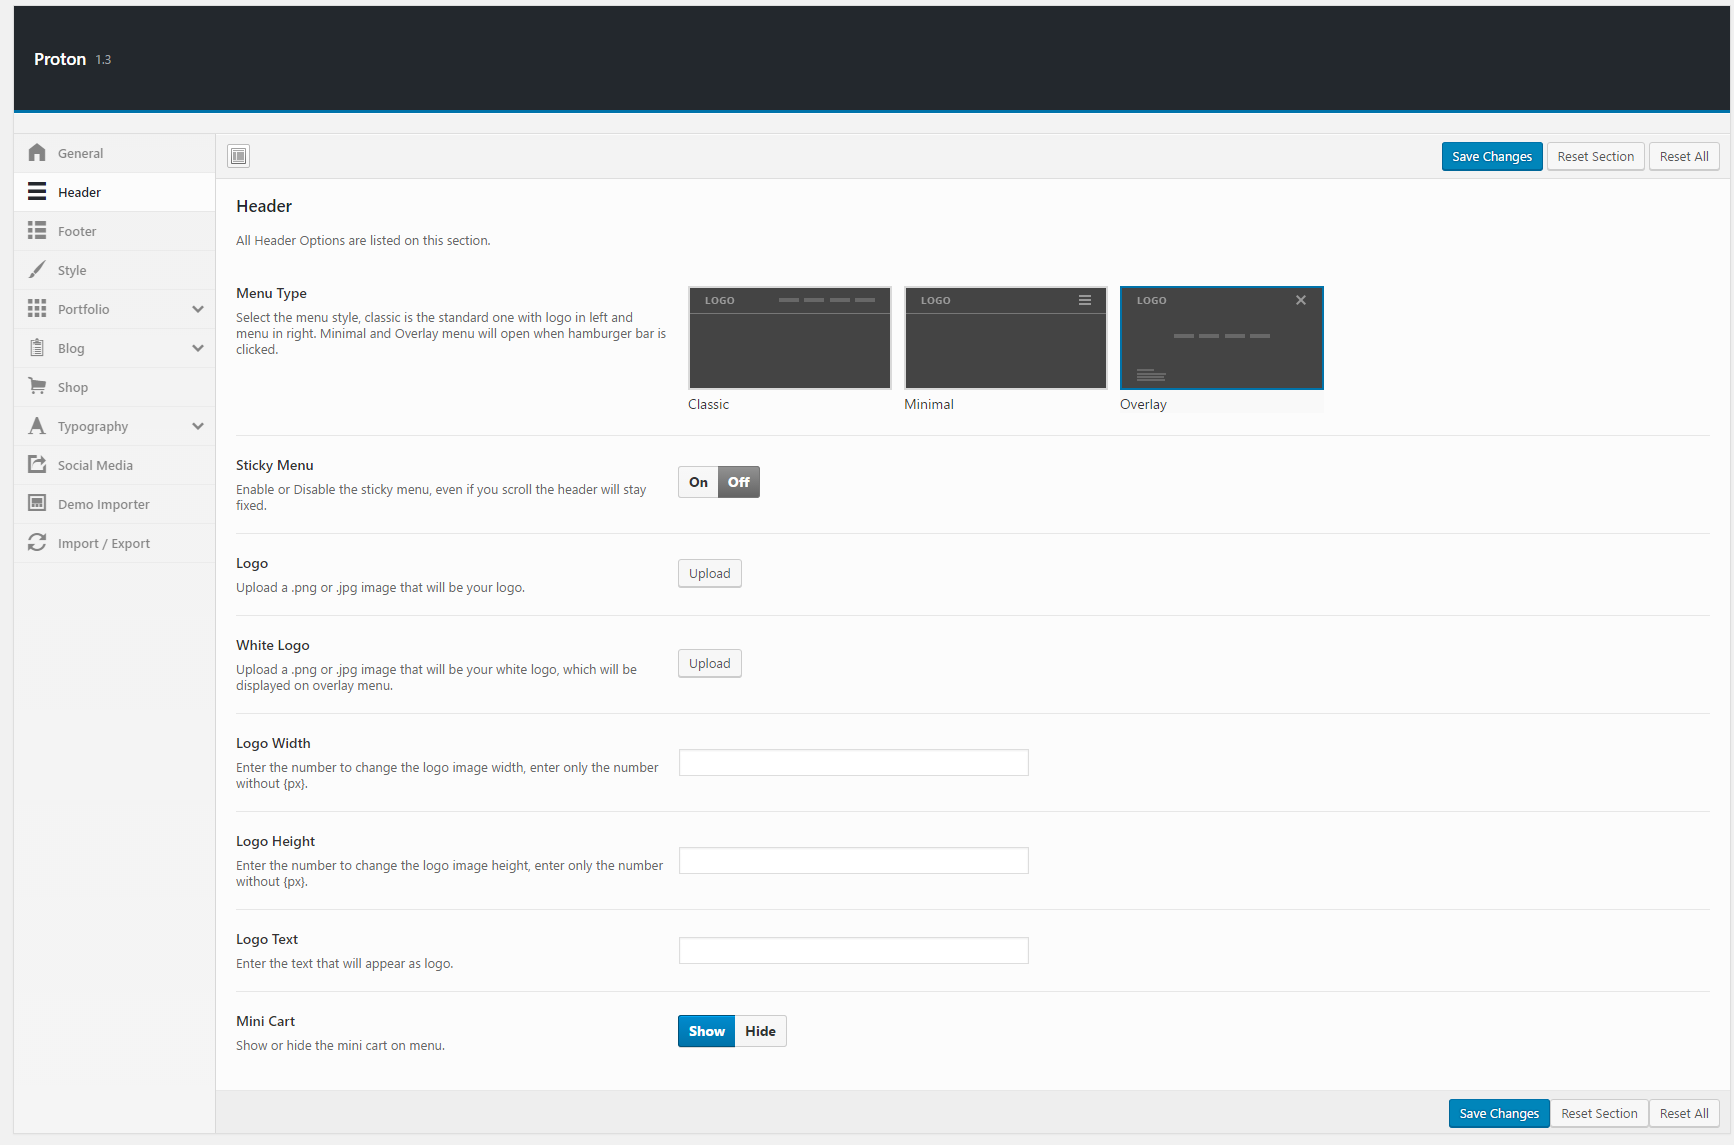 Proton 1.3
General
Header
Footer
Style
Portfolio
Blog
Shop
Typography
Social Media
Demo Importer
Import / Export
Save Changes Reset Section Reset All
Header
All Header Options are listed on this section.
Menu Type
Select the menu style, classic is the standard one with logo in left and
menu in right. Minimal and Overlay menu will open when hamburger bar is
clicked.
LOGO
Classic
LOGO
Minimal
LOGO
Overlay
Sticky Menu
Enable or Disable the sticky menu, even if you scroll the header will stay
fixed.
On Off
Logo
Upload a .png or .jpg image that will be your logo.
Upload
White Logo
Upload a .png or .jpg image that will be your white logo, which will be
displayed on overlay menu.
Upload
Logo Width
Enter the number to change the logo image width, enter only the number
without {px}.
Logo Height
Enter the number to change the logo image height, enter only the number
without {px}.
Logo Text
Enter the text that will appear as logo.
Mini Cart
Show or hide the mini cart on menu.
Show Hide
Save Changes Reset Section Reset All